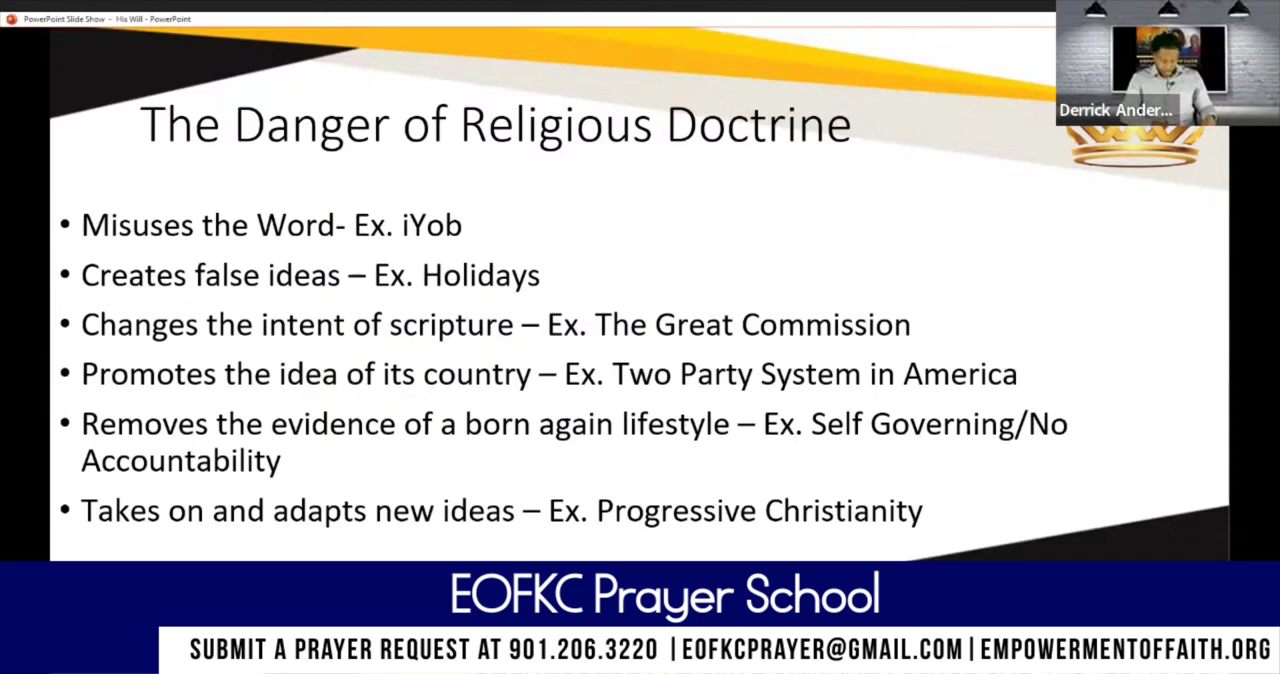 PowerPoint Slide Show - His Will - PowerPoint
Derrick Ander...
The Danger of Religious Doctrine
• Misuses the Word- Ex. iYob
• Creates false ideas – Ex. Holidays
• Changes the intent of scripture – Ex. The Great Commission
• Promotes the idea of its country – Ex. Two Party System in America
• Removes the evidence of a born again lifestyle – Ex. Self Governing/No
Accountability
• Takes on and adapts new ideas – Ex. Progressive Christianity
EOFKC Prayer School
SUBMIT A PRAYER REQUEST AT 901.206.3220 | EOFKCPRAYER@GMAIL.COM | EMPOWERMENTOFFAITH.ORG